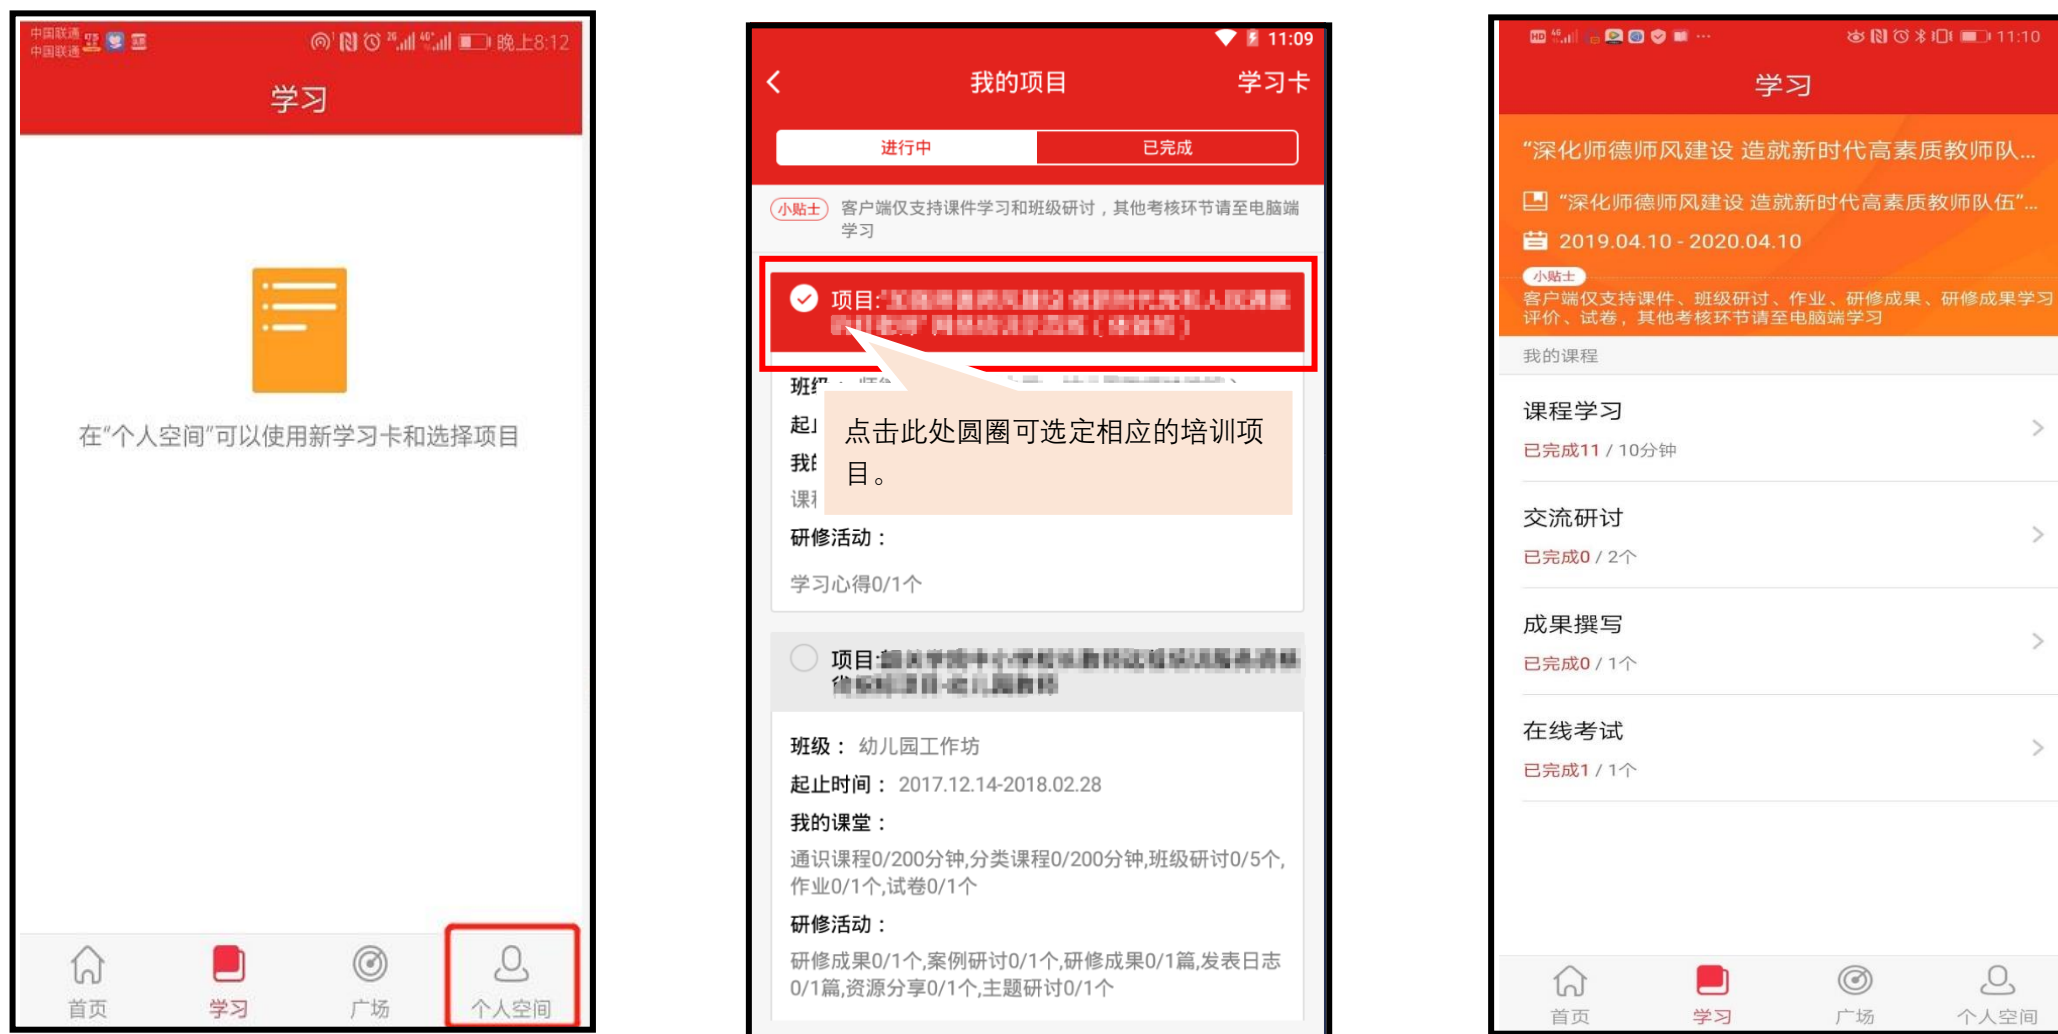 中国联通
中国联通
晚上8:12
学习
在“个人空间”可以使用新学习卡和选择项目
首页
学习
广场
个人空间
11:09
我的项目
学习卡
进行中
已完成
小贴士
客户端仅支持课件学习和班级研讨，其他考核环节请至电脑端
学习
项目:
班级
点击此处圆圈可选定相应的培训项
目。
研修活动：
学习心得0/1个
项目:
班级： 幼儿园工作坊
起止时间： 2017.12.14-2018.02.28
我的课堂：
通识课程0/200分钟,分类课程0/200分钟,班级研讨0/5个,
作业0/1个,试卷0/1个
研修活动：
研修成果0/1个,案例研讨0/1个,研修成果0/1篇,发表日志
0/1篇,资源分享0/1个,主题研讨0/1个
11:10
学习
“深化师德师风建设 造就新时代高素质教师队...
“深化师德师风建设 造就新时代高素质教师队伍”...
2019.04.10 - 2020.04.10
小贴士
客户端仅支持课件、班级研讨、作业、研修成果、研修成果学习
评价、试卷，其他考核环节请至电脑端学习
我的课程
课程学习
已完成11 / 10分钟
交流研讨
已完成0 / 2个
成果撰写
已完成0 / 1个
在线考试
已完成1 / 1个
首页
学习
广场
个人空间